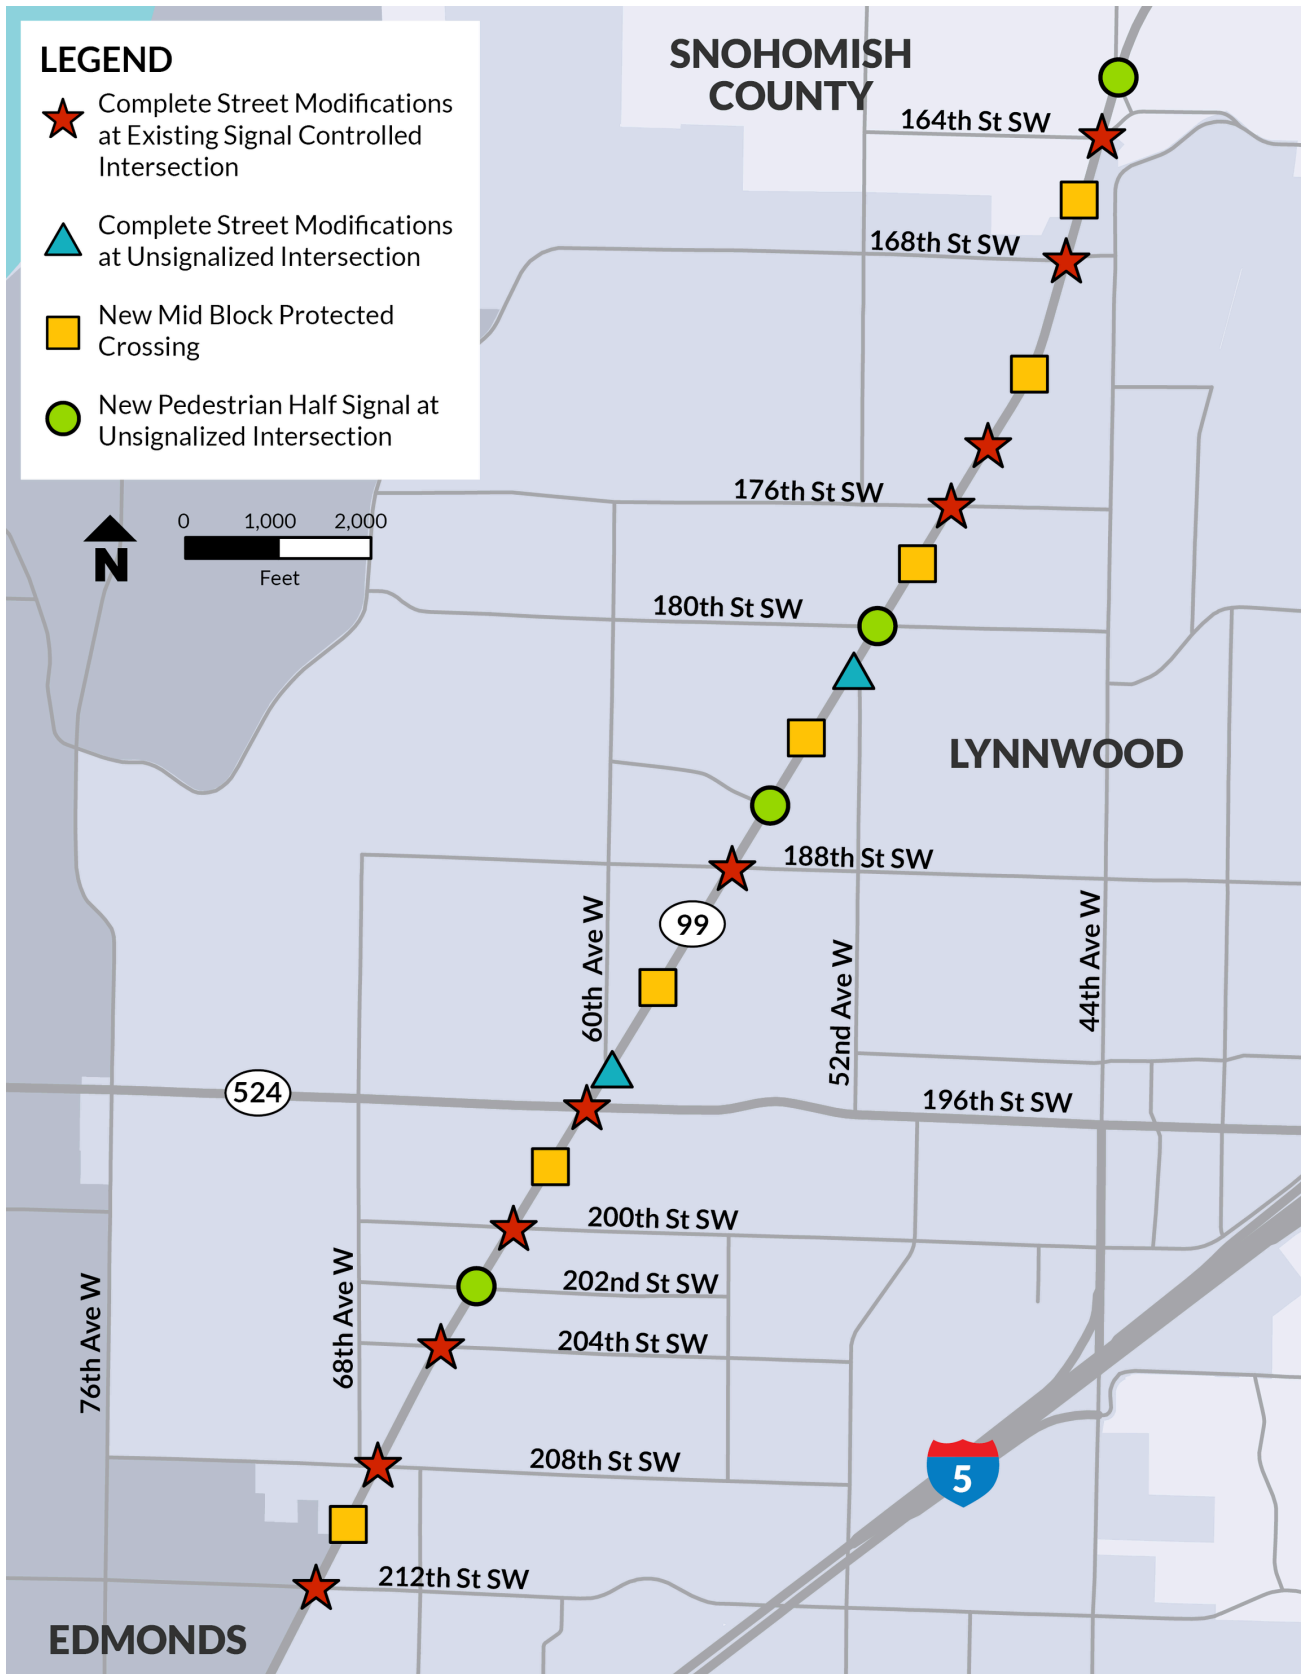 LEGEND
Complete Street Modifications
at Existing Signal Controlled
Intersection
Complete Street Modifications
at Unsignalized Intersection
New Mid Block Protected
Crossing
New Pedestrian Half Signal at
Unsignalized Intersection
SNOHOMISH
COUNTY
164th St SW
168th St SW
176th St SW
N
0 1,000 2,000
Feet
180th St SW
LYNNWOOD
188th St SW
99
60th Ave W
52nd Ave W
44th Ave W
524
196th St SW
200th St SW
202nd St SW
204th St SW
76th Ave W
68th Ave W
208th St SW
5
212th St SW
EDMONDS